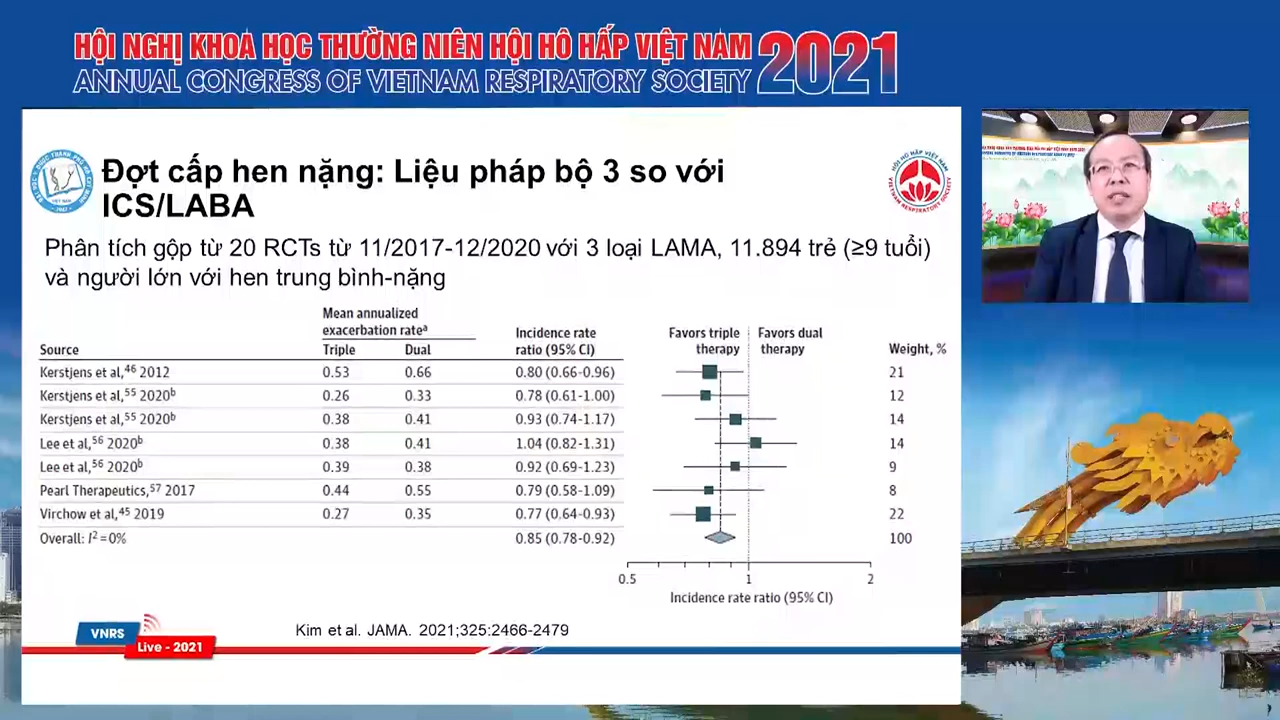 HỘI NGHỊ KHOA HỌC THƯỜNG NIÊN HỘI HÔ HẤP VIỆT NAM 2021
ANNUAL CONGRESS OF VIETNAM RESPIRATORY SOCIETY
Đợt cấp hen nặng: Liệu pháp bộ 3 so với
ICS/LABA
HỘI HÔ HẤP VIỆT NAM
VIETNAM RESPIRATORY SOCIETY
Phân tích gộp từ 20 RCTs từ 11/2017-12/2020 với 3 loại LAMA, 11.894 trẻ (≥9 tuổi)
và người lớn với hen trung bình-nặng
Mean annualized
exacerbation rateᵃ
Incidence rate
ratio (95% CI)
Favors triple
therapy
Favors dual
therapy
Source Triple Dual Weight, %
Kerstjens et al,⁴⁶ 2012 0.53 0.66 0.80 (0.66-0.96) 21
Kerstjens et al,⁵⁵ 2020ᵇ 0.26 0.33 0.78 (0.61-1.00) 12
Kerstjens et al,⁵⁵ 2020ᵇ 0.38 0.41 0.93 (0.74-1.17) 14
Lee et al,⁵⁶ 2020ᵇ 0.38 0.41 1.04 (0.82-1.31) 14
Lee et al,⁵⁶ 2020ᵇ 0.39 0.38 0.92 (0.69-1.23) 9
Pearl Therapeutics,⁵⁷ 2017 0.44 0.55 0.79 (0.58-1.09) 8
Virchow et al,⁴⁵ 2019 0.27 0.35 0.77 (0.64-0.93) 22
Overall: I² = 0% 0.85 (0.78-0.92) 100
0.5 1 2
Incidence rate ratio (95% CI)
Kim et al. JAMA. 2021;325:2466-2479
VNRS
Live - 2021